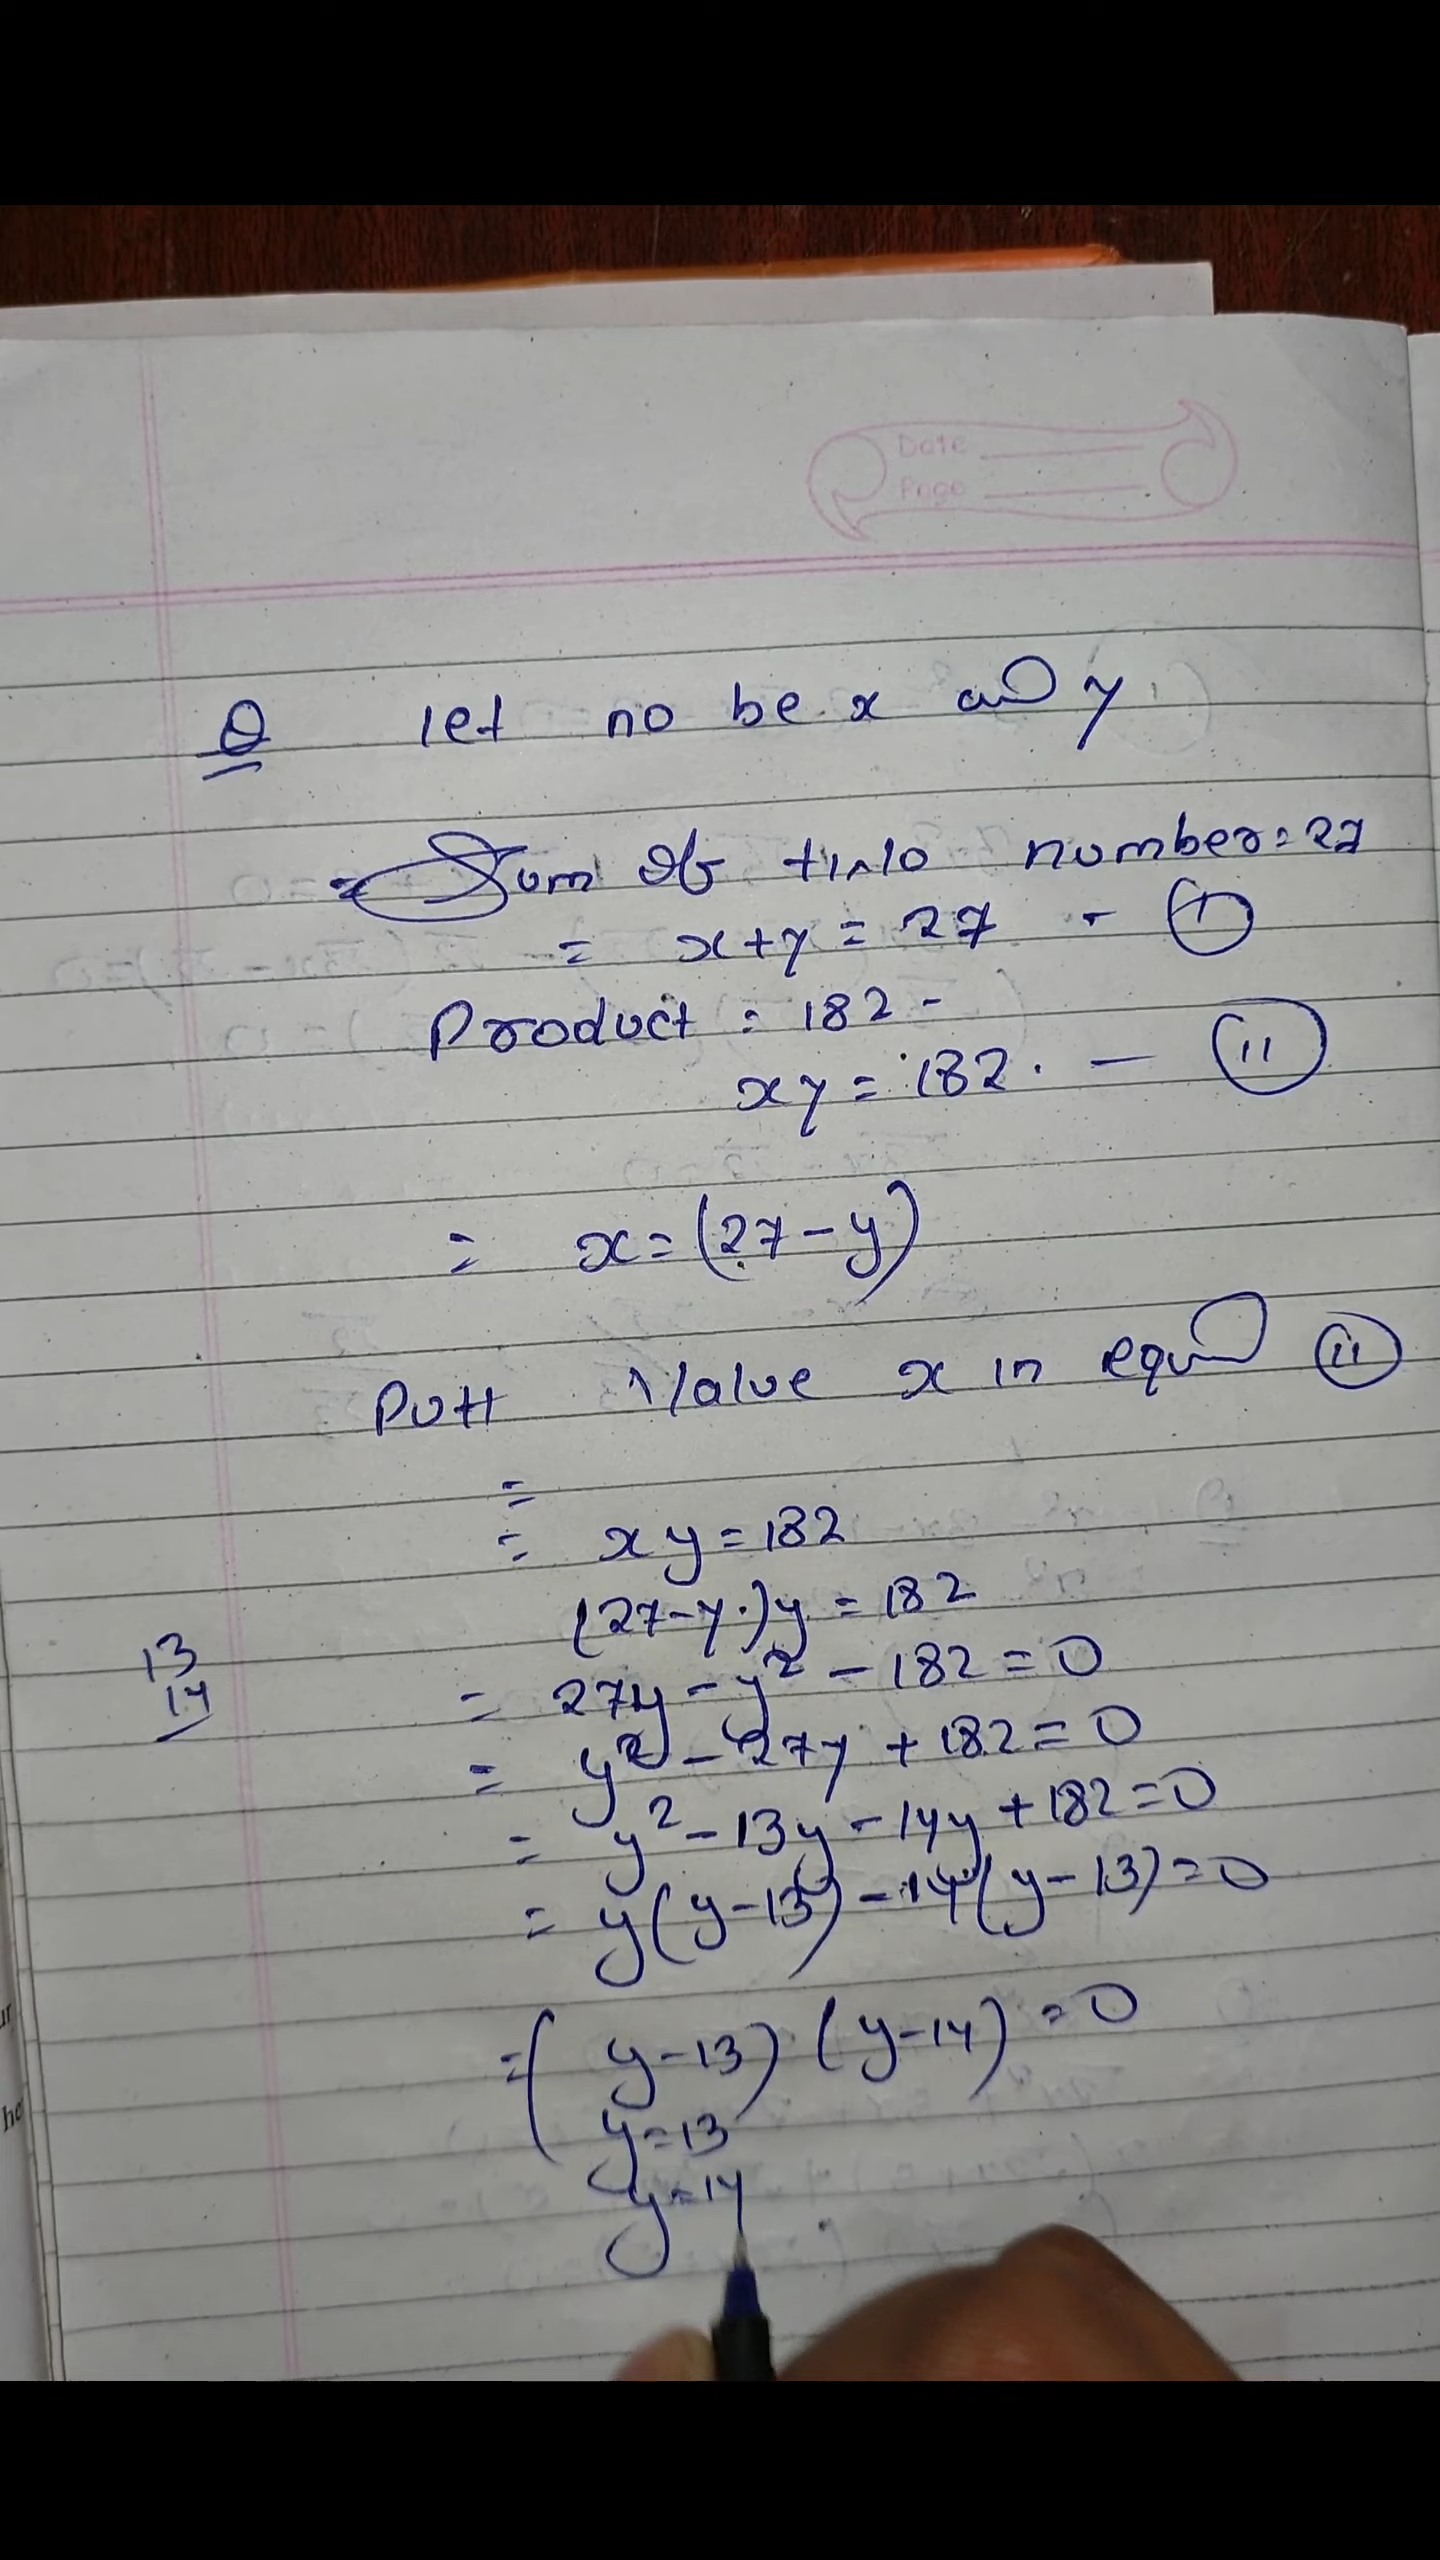 Date
Page
Q let no be x and y.
= Sum of two number = 27
= x+y = 27 - (I)
Product = 182 -
xy = 182. — (II)
= x = (27-y)
Put Value x in equ (II)
=
= xy = 182
(27-y.)y = 182
13
= 27y - y² - 182 = 0
14
= y² - 27y + 182 = 0
= y² - 13y - 14y + 182 = 0
= y(y-13) - 14(y-13) = 0
= (y-13) (y-14) = 0
y=13
y=14